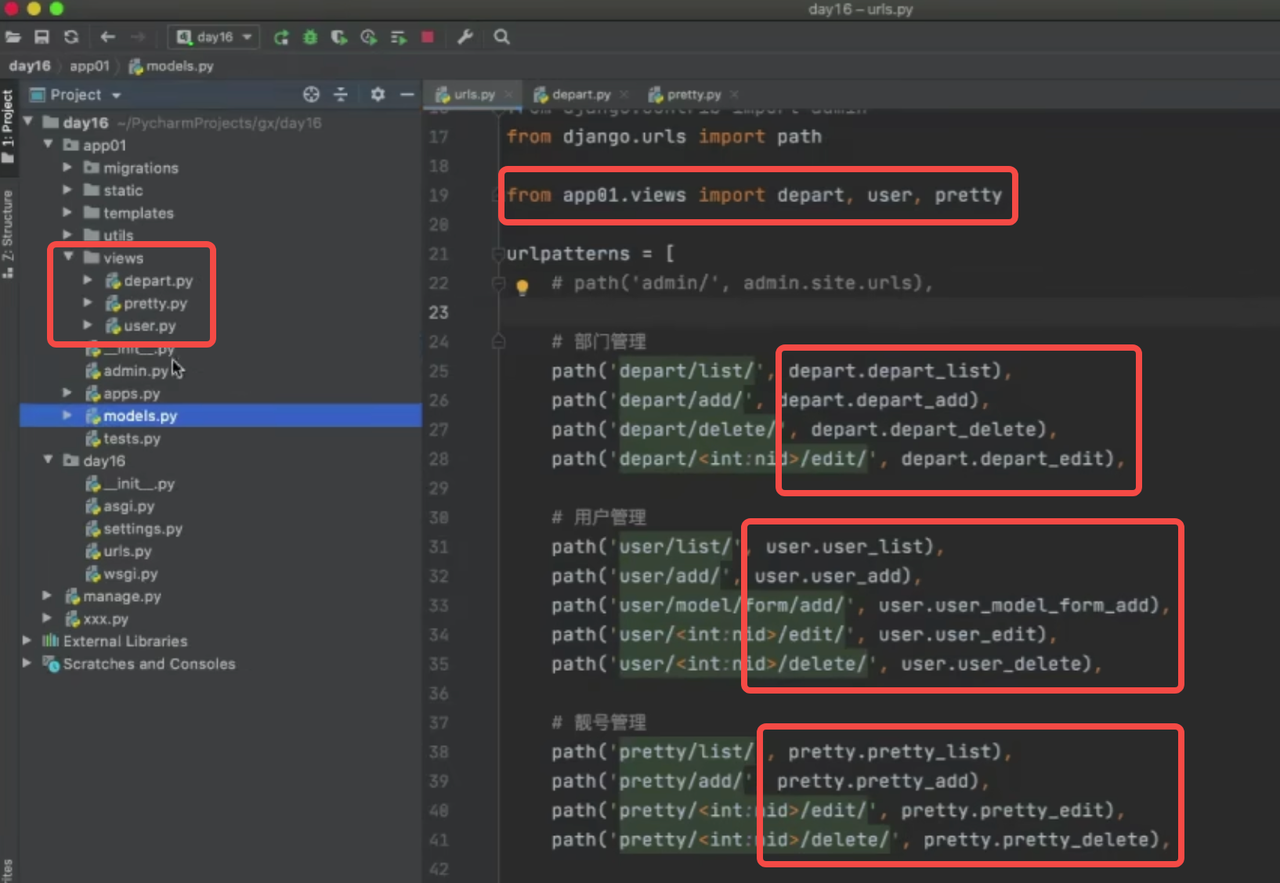 day16 – urls.py
day16
day16 app01 models.py
Project
urls.py depart.py pretty.py
1: Project
Z: Structure
day16 ~/PycharmProjects/gx/day16
app01
migrations
static
templates
utils
views
depart.py
pretty.py
user.py
__init__.py
admin.py
apps.py
models.py
tests.py
day16
__init__.py
asgi.py
settings.py
urls.py
wsgi.py
manage.py
xxx.py
External Libraries
Scratches and Consoles
from django.contrib import admin
17 from django.urls import path
18
19 from app01.views import depart, user, pretty
20
21 urlpatterns = [
22 # path('admin/', admin.site.urls),
23
24 # 部门管理
25 path('depart/list/', depart.depart_list),
26 path('depart/add/', depart.depart_add),
27 path('depart/delete/', depart.depart_delete),
28 path('depart/<int:nid>/edit/', depart.depart_edit),
29
30 # 用户管理
31 path('user/list/', user.user_list),
32 path('user/add/', user.user_add),
33 path('user/model/form/add/', user.user_model_form_add),
34 path('user/<int:nid>/edit/', user.user_edit),
35 path('user/<int:nid>/delete/', user.user_delete),
36
37 # 靓号管理
38 path('pretty/list/', pretty.pretty_list),
39 path('pretty/add/', pretty.pretty_add),
40 path('pretty/<int:nid>/edit/', pretty.pretty_edit),
41 path('pretty/<int:nid>/delete/', pretty.pretty_delete),
42